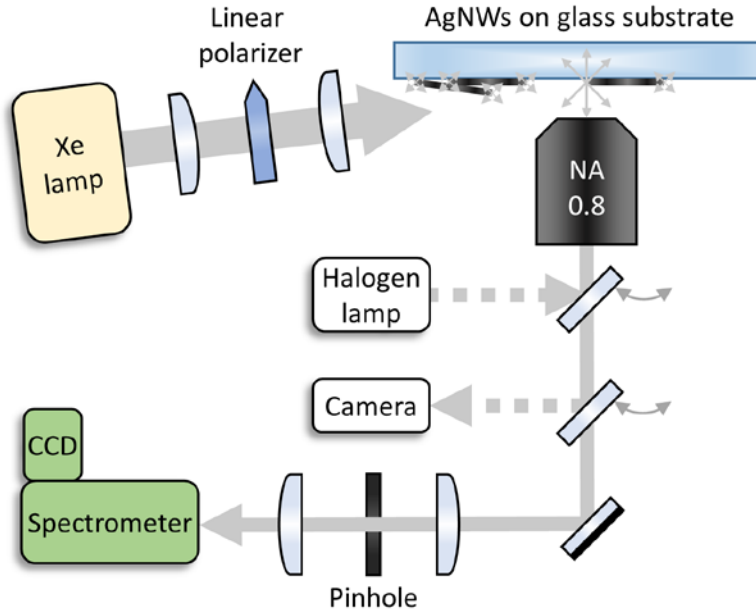 Linear
polarizer
AgNWs on glass substrate
Xe
lamp
NA
0.8
Halogen
lamp
Camera
CCD
Spectrometer
Pinhole